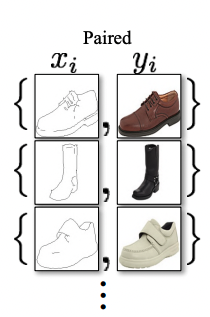 Paired
x_i y_i
{ , }
{ , }
{ , }
⋮